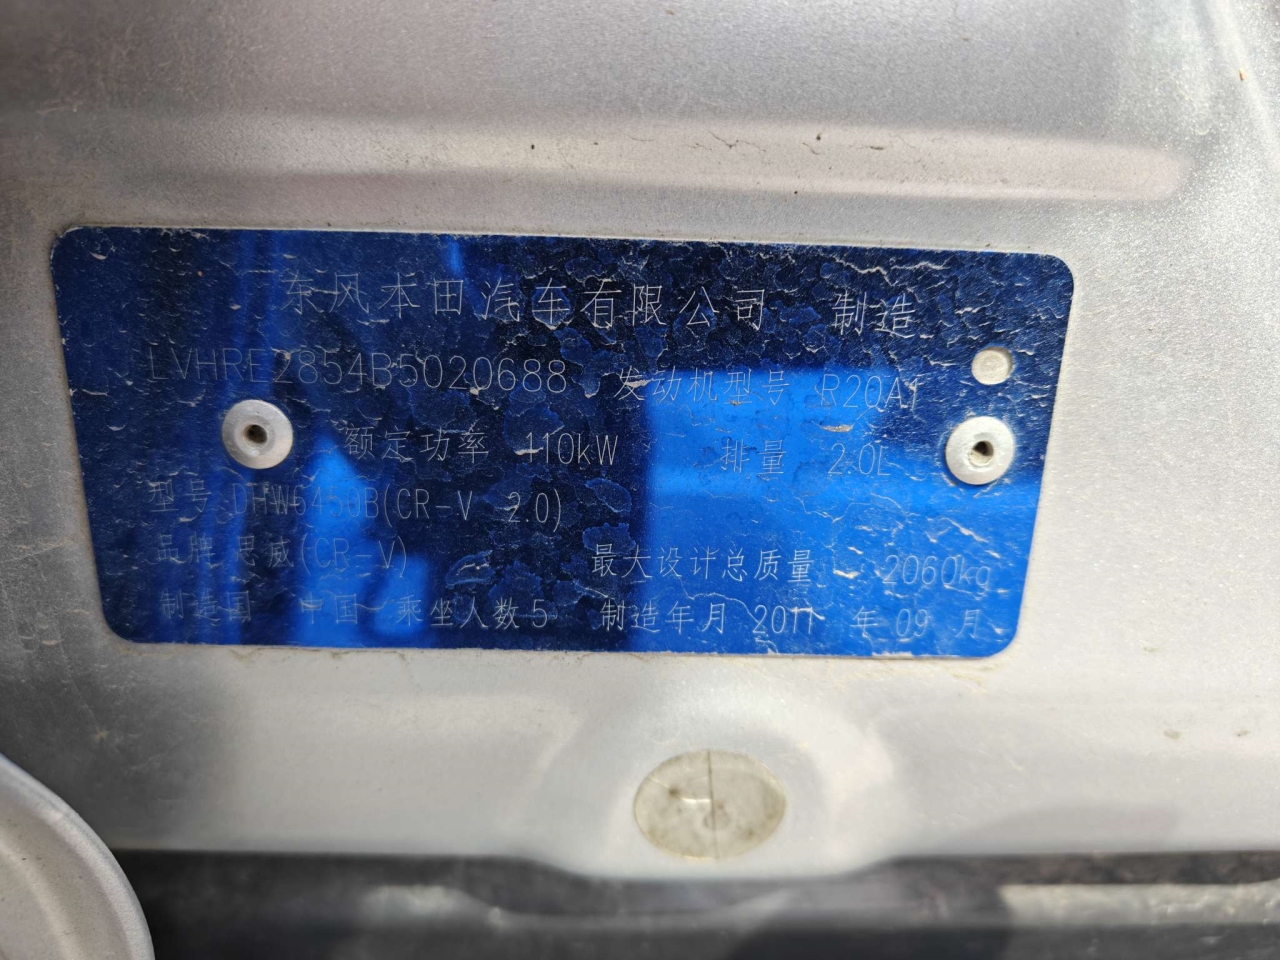 东风本田汽车有限公司 制造
LVHRE2854B5020688 发动机型号 R20A1
额定功率 110kW 排量 2.0L
型号 DHW6450B(CR-V 2.0)
品牌 思威(CR-V) 最大设计总质量 2060kg
制造国 中国 乘坐人数 5 制造年月 2011 年 09 月